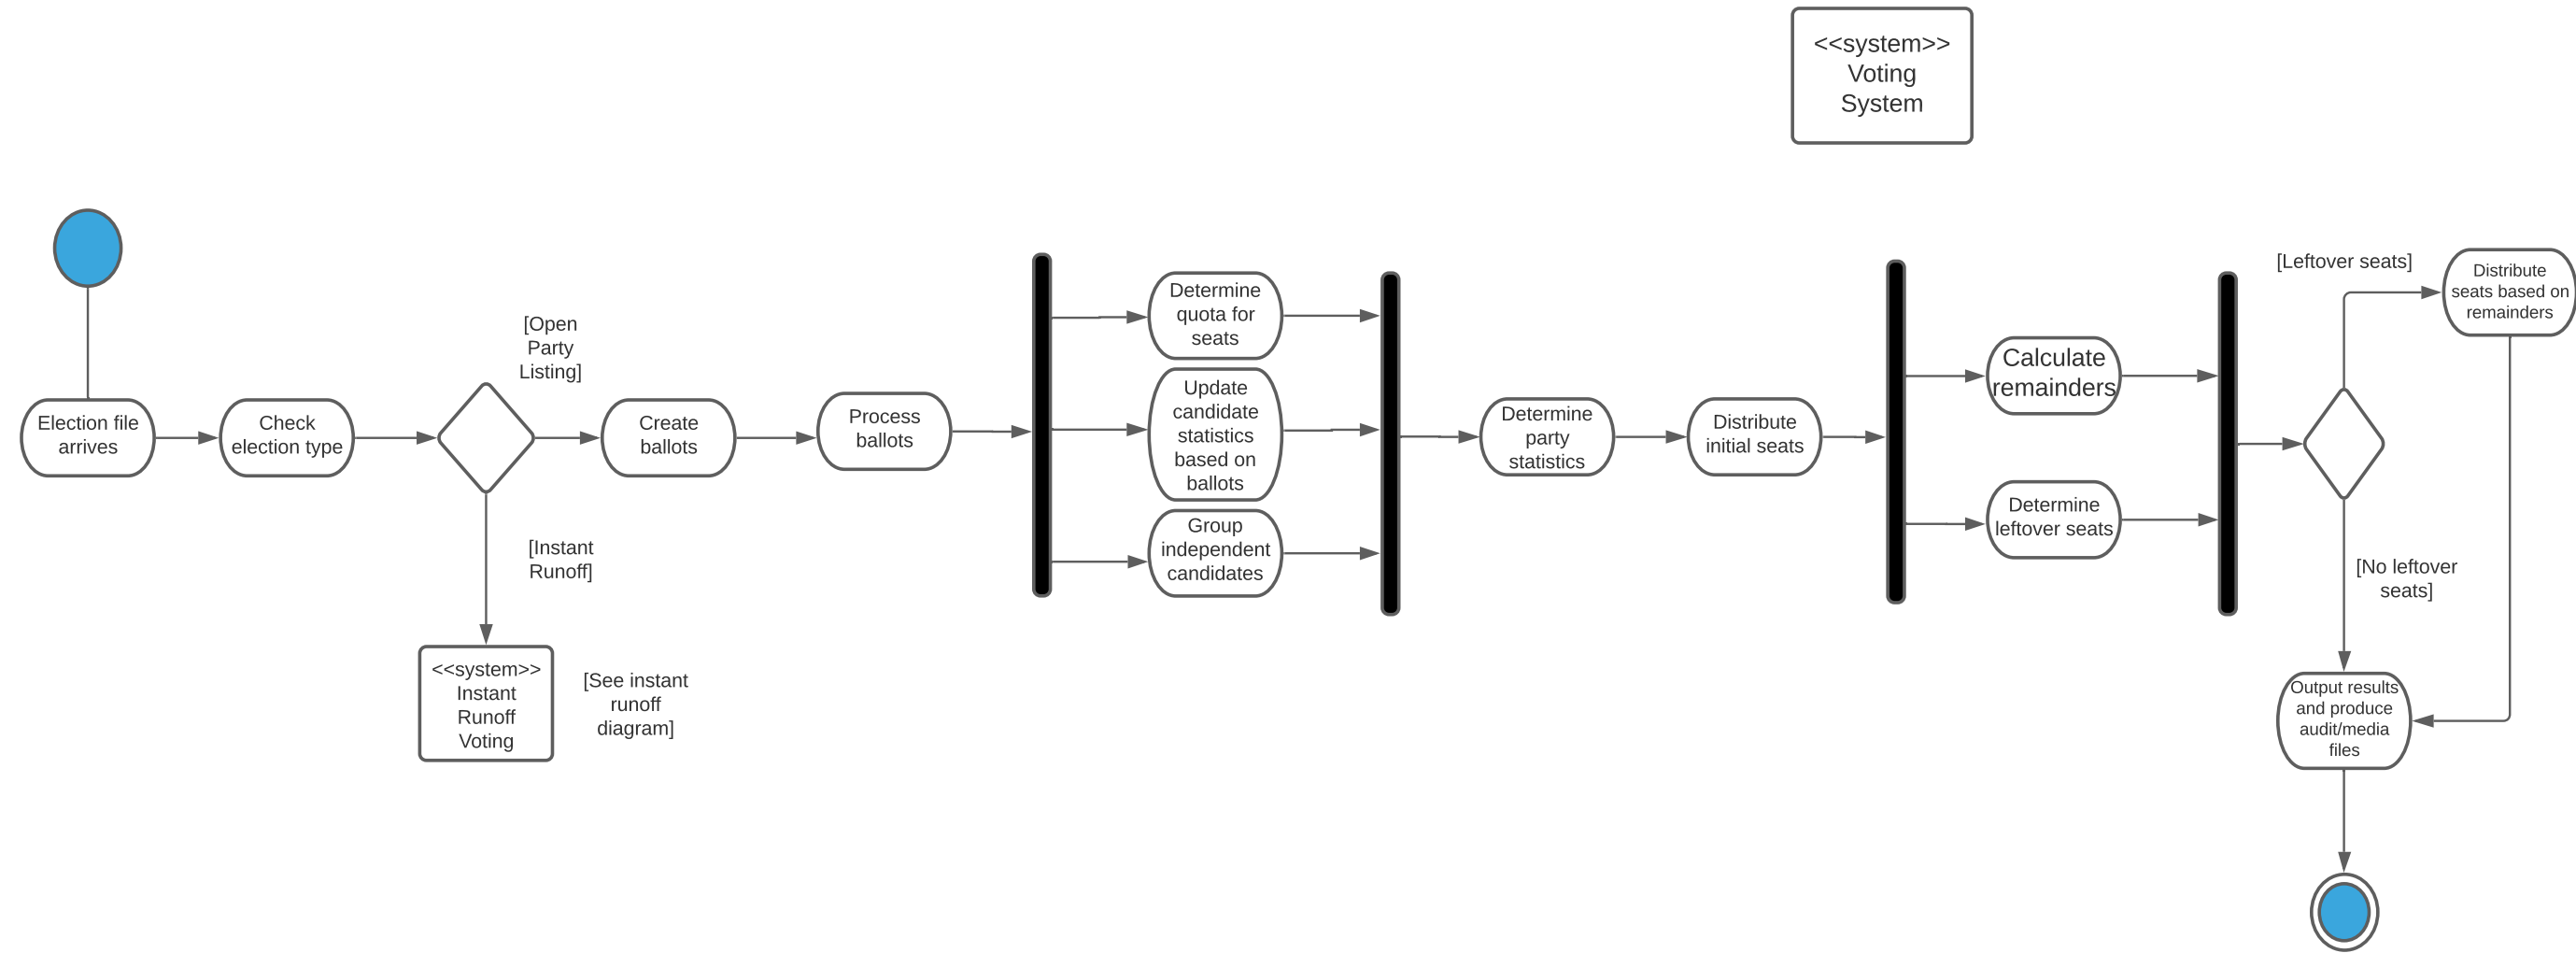 <<system>>
Voting
System
Election file
arrives
Check
election type
[Open
Party
Listing]
[Instant
Runoff]
<<system>>
Instant
Runoff
Voting
[See instant
runoff
diagram]
Create
ballots
Process
ballots
Determine
quota for
seats
Update
candidate
statistics
based on
ballots
Group
independent
candidates
Determine
party
statistics
Distribute
initial seats
Calculate
remainders
Determine
leftover seats
[Leftover seats]
Distribute
seats based on
remainders
[No leftover
seats]
Output results
and produce
audit/media
files